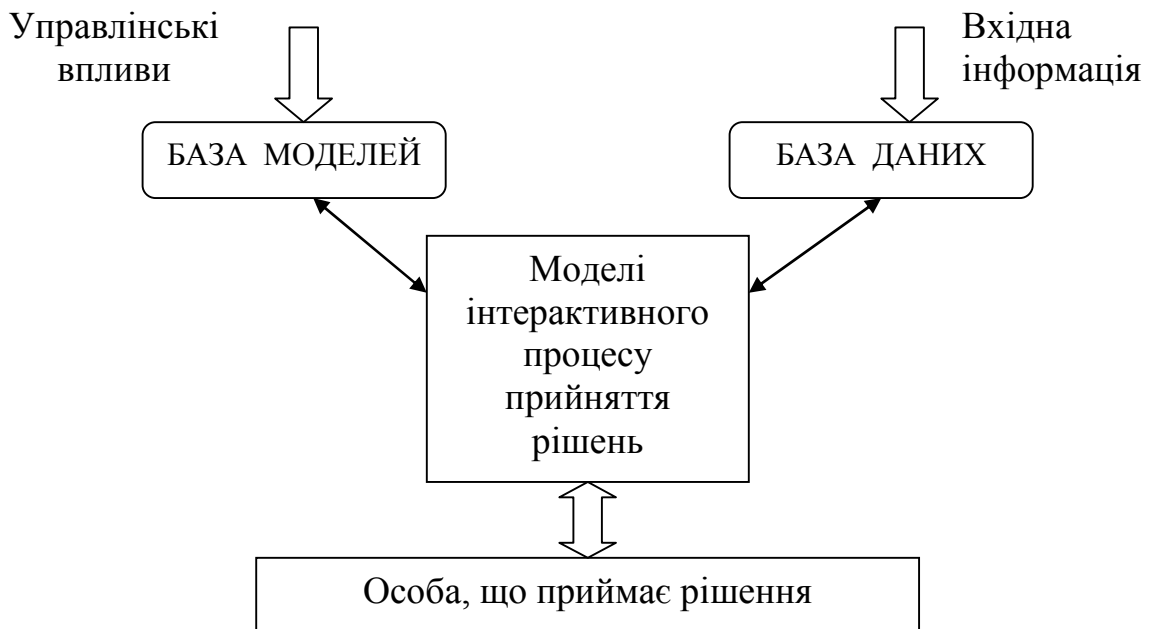 Управлінські
впливи
Вхідна
інформація
БАЗА МОДЕЛЕЙ
БАЗА ДАНИХ
Моделі
інтерактивного
процесу
прийняття
рішень
Особа, що приймає рішення